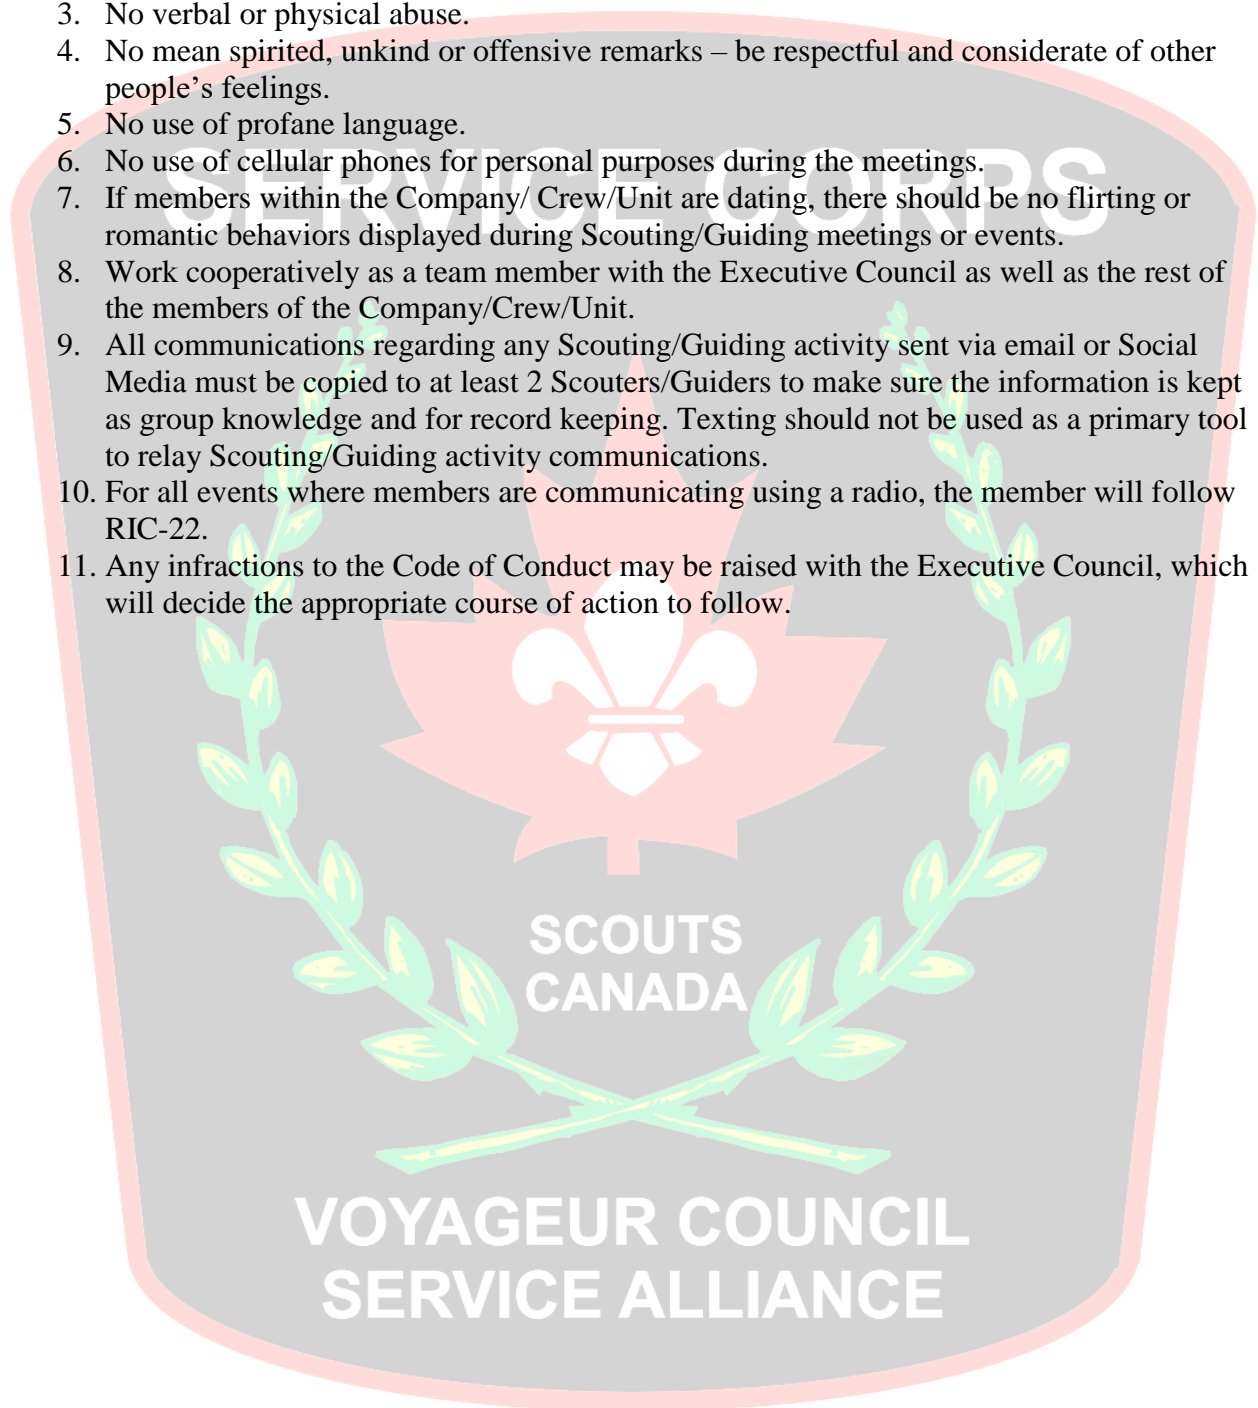 3. No verbal or physical abuse.
4. No mean spirited, unkind or offensive remarks – be respectful and considerate of other
people’s feelings.
5. No use of profane language.
6. No use of cellular phones for personal purposes during the meetings.
7. If members within the Company/ Crew/Unit are dating, there should be no flirting or
romantic behaviors displayed during Scouting/Guiding meetings or events.
8. Work cooperatively as a team member with the Executive Council as well as the rest of
the members of the Company/Crew/Unit.
9. All communications regarding any Scouting/Guiding activity sent via email or Social
Media must be copied to at least 2 Scouters/Guiders to make sure the information is kept
as group knowledge and for record keeping. Texting should not be used as a primary tool
to relay Scouting/Guiding activity communications.
10. For all events where members are communicating using a radio, the member will follow
RIC-22.
11. Any infractions to the Code of Conduct may be raised with the Executive Council, which
will decide the appropriate course of action to follow.
SERVICE CORPS
SCOUTS
CANADA
VOYAGEUR COUNCIL
SERVICE ALLIANCE